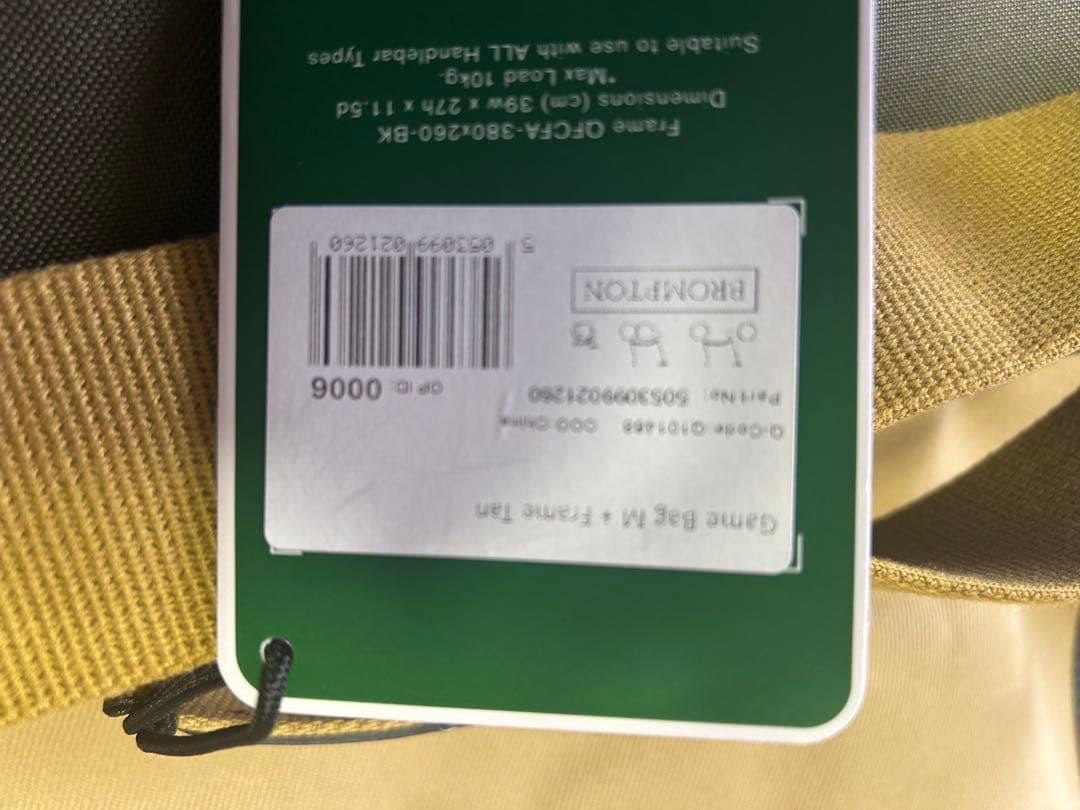 Game Bag M + Frame Tan
Q-Code: Q101466 COO China
Part No: 5053099021260
OP ID: 0006
BROMPTON
5 053099 021260
Frame QFCFA-380x260-BK
Dimensions (cm) 39w x 27h x 11.5d
*Max Load 10kg.
Suitable to use with ALL Handlebar Types